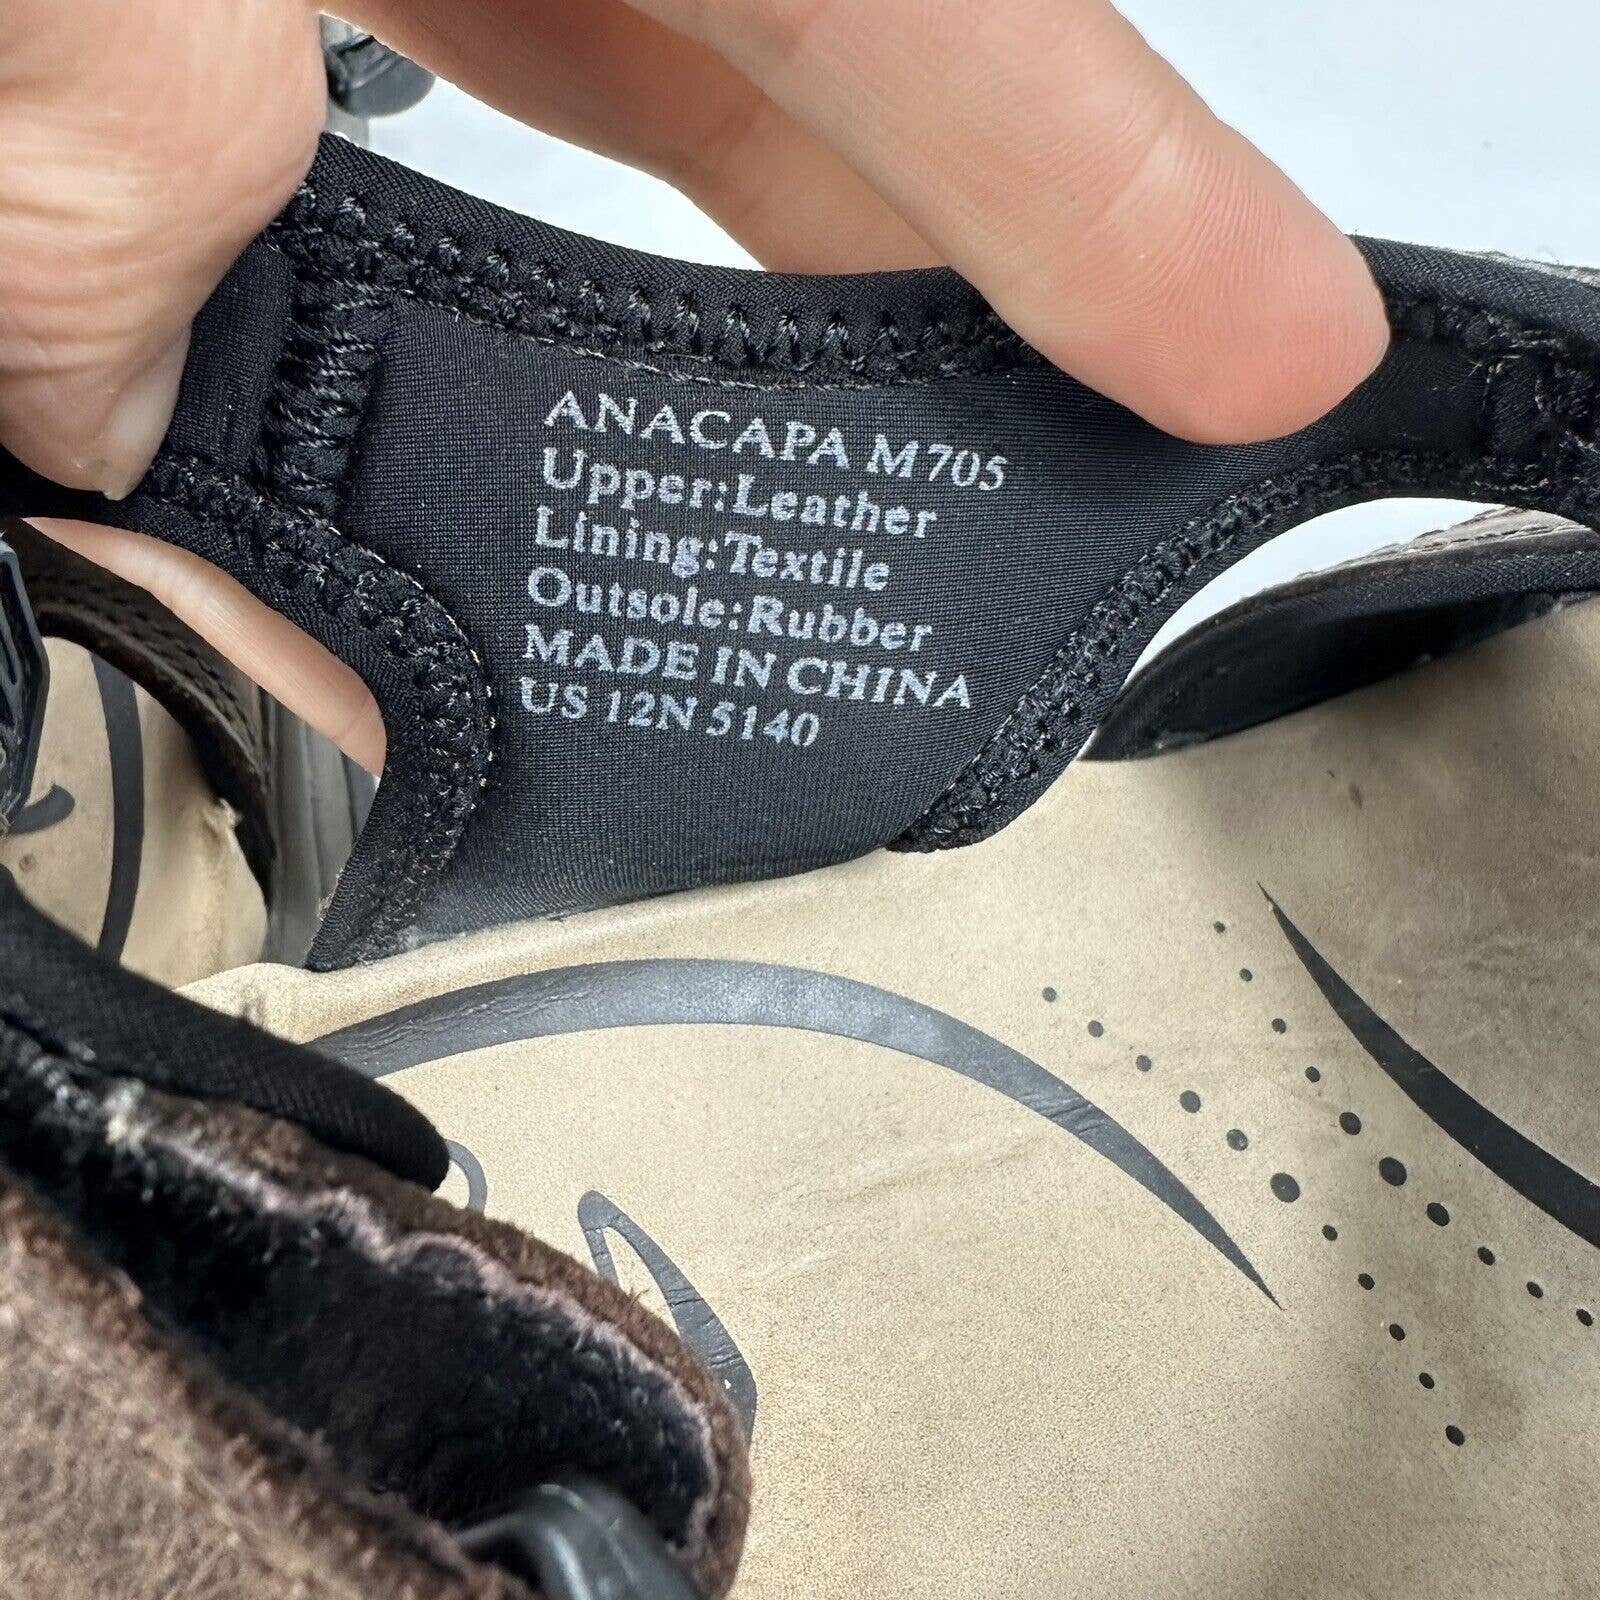 ANACAPA M705
Upper:Leather
Lining:Textile
Outsole:Rubber
MADE IN CHINA
US 12N 5140